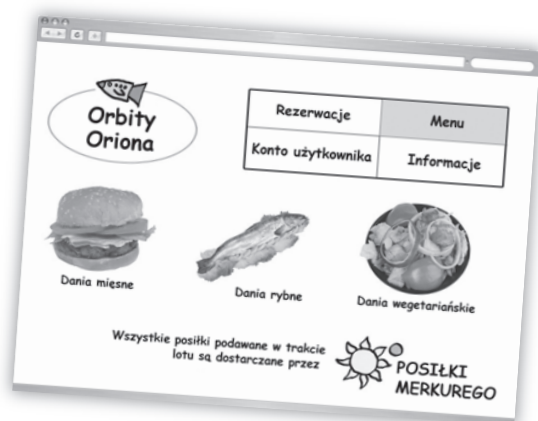 Orbity
Oriona
Rezerwacje
Menu
Konto użytkownika
Informacje
Dania mięsne
Dania rybne
Dania wegetariańskie
Wszystkie posiłki podawane w trakcie
lotu są dostarczane przez
POSIŁKI
MERKUREGO